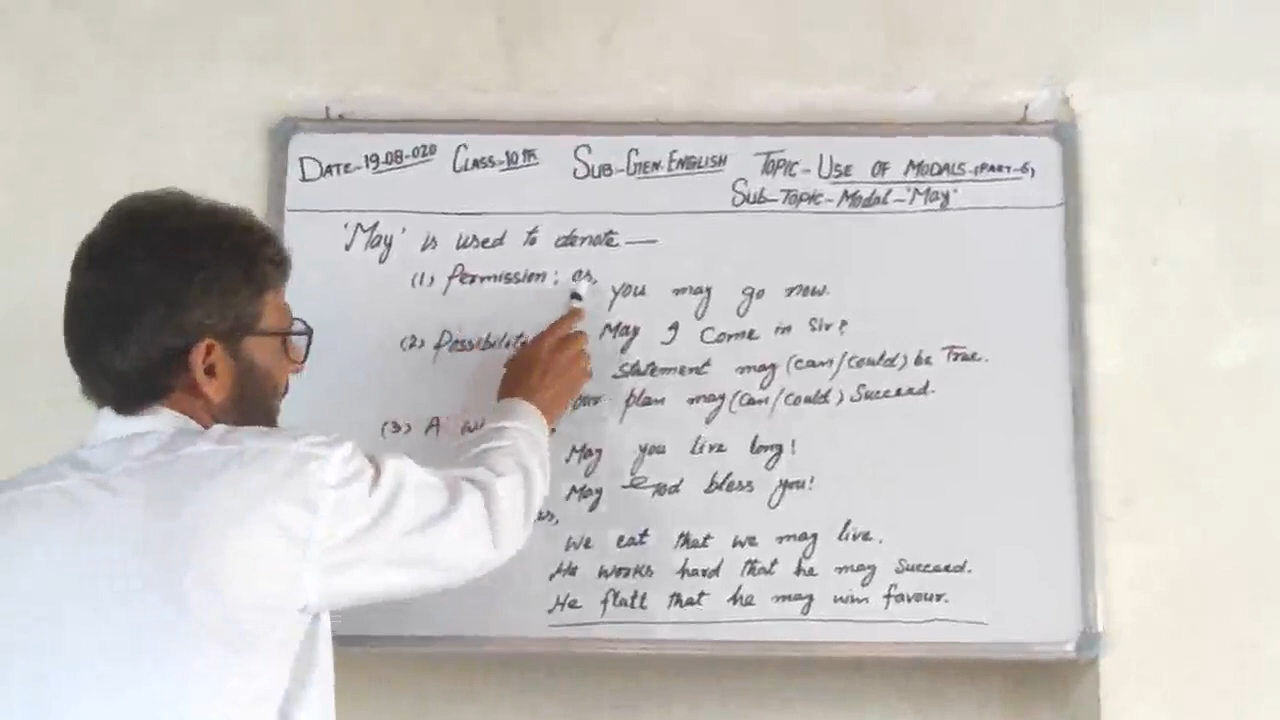 DATE-19.08-020 CLASS-10TH SUB-GEN.ENGLISH TOPIC-USE OF MODALS-(PART-6)
SUB-TOPIC-Modal-'May'
'May' is used to denote—
(1) Permission; as,
you may go now.
May I Come in Sir?
(2)
statement may (can/could) be True.
plan may (can/could) Succeed.
(3) A
May you live long!
May God bless you!
as,
We eat that we may live.
He works hard that he may Succeed.
He flatt that he may win favour.